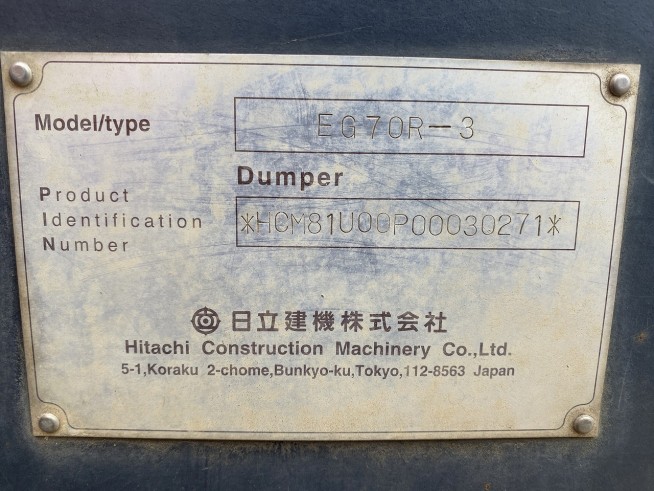 Model/type EG70R-3
Dumper
Product
Identification
Number
*HCM81U00P00030271*
日立建機株式会社
Hitachi Construction Machinery Co.,Ltd.
5-1,Koraku 2-chome,Bunkyo-ku,Tokyo,112-8563 Japan